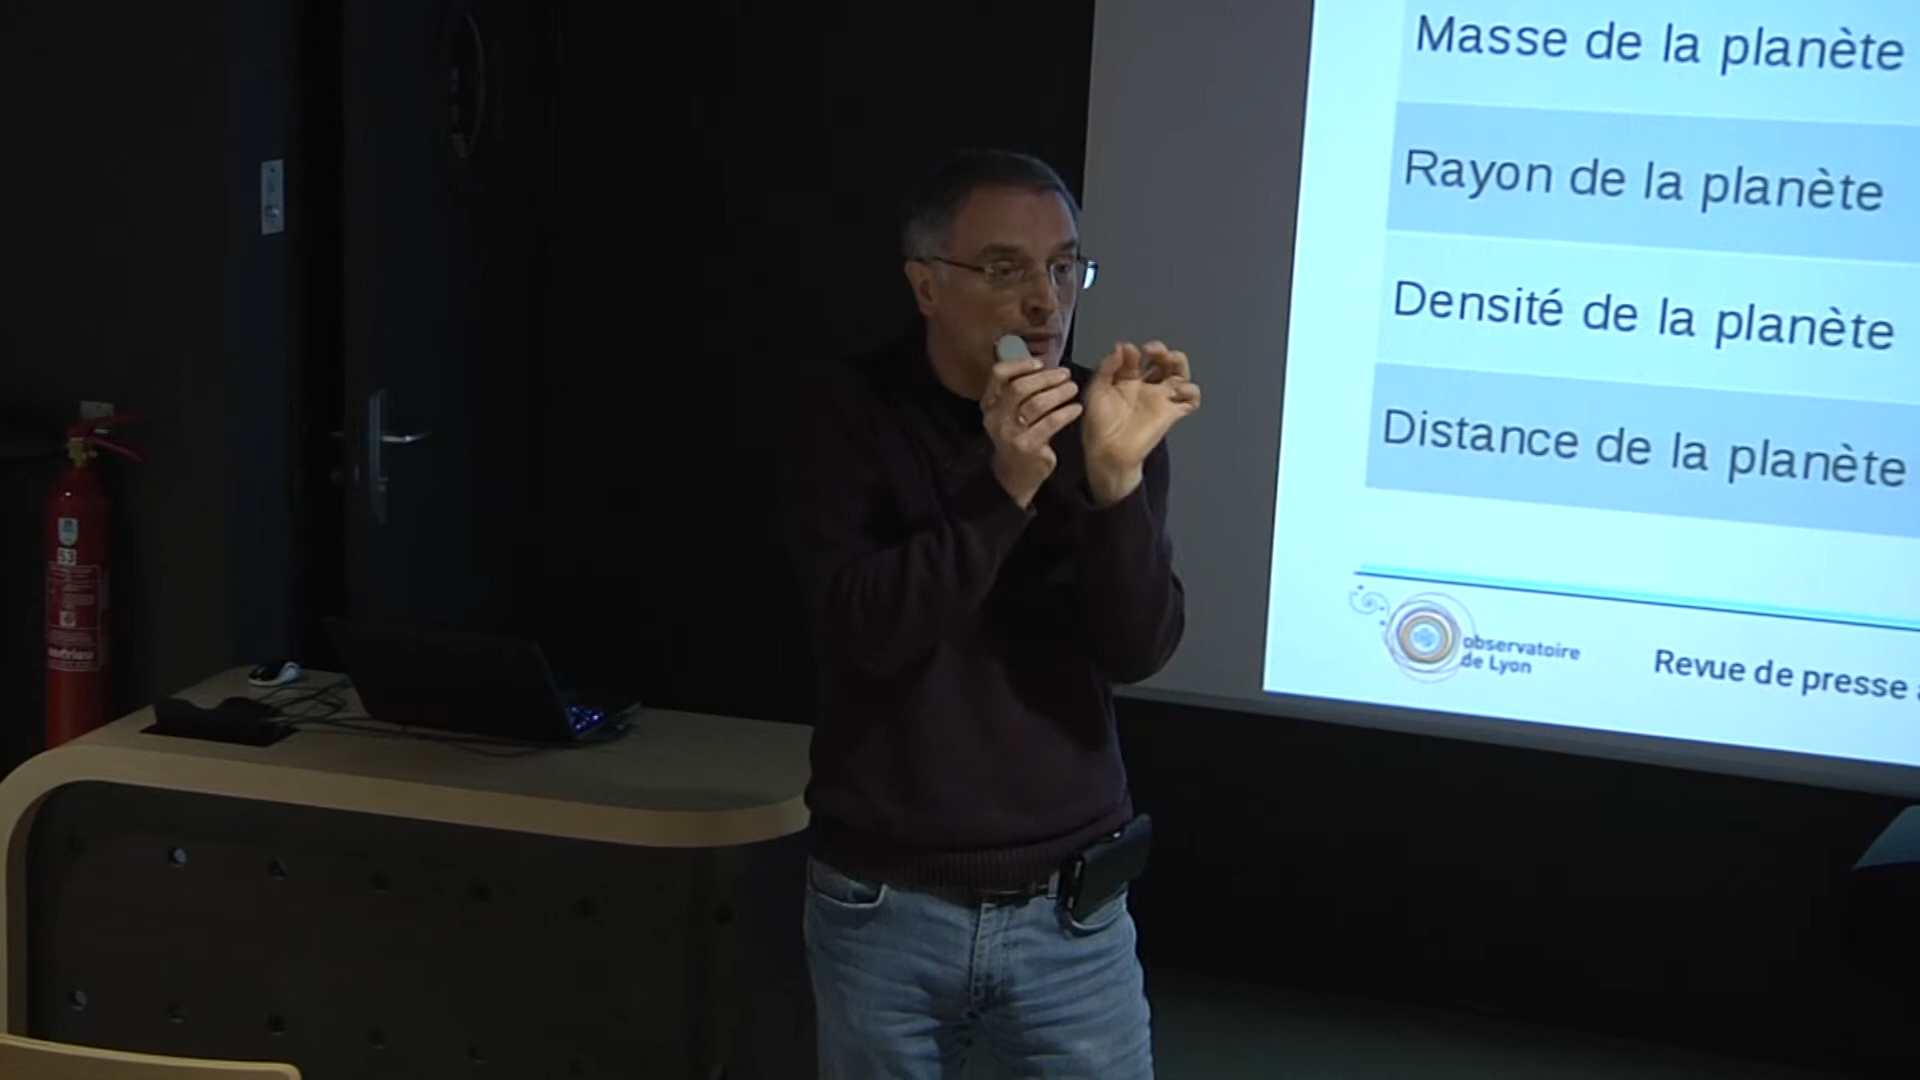 Masse de la planète
Rayon de la planète
Densité de la planète
Distance de la planète
observatoire
de Lyon
Revue de presse
53